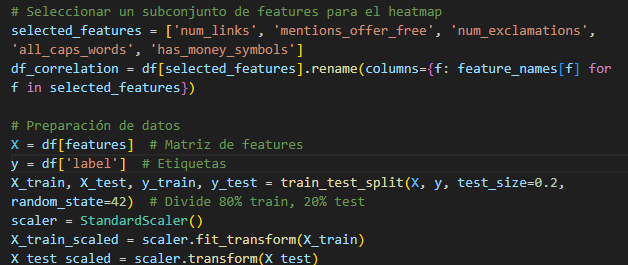 # Seleccionar un subconjunto de features para el heatmap
selected_features = ['num_links', 'mentions_offer_free', 'num_exclamations',
'all_caps_words', 'has_money_symbols']
df_correlation = df[selected_features].rename(columns={f: feature_names[f] for
f in selected_features})
# Preparación de datos
X = df[features]  # Matriz de features
y = df['label']  # Etiquetas
X_train, X_test, y_train, y_test = train_test_split(X, y, test_size=0.2,
random_state=42)  # Divide 80% train, 20% test
scaler = StandardScaler()
X_train_scaled = scaler.fit_transform(X_train)
X_test_scaled = scaler.transform(X_test)